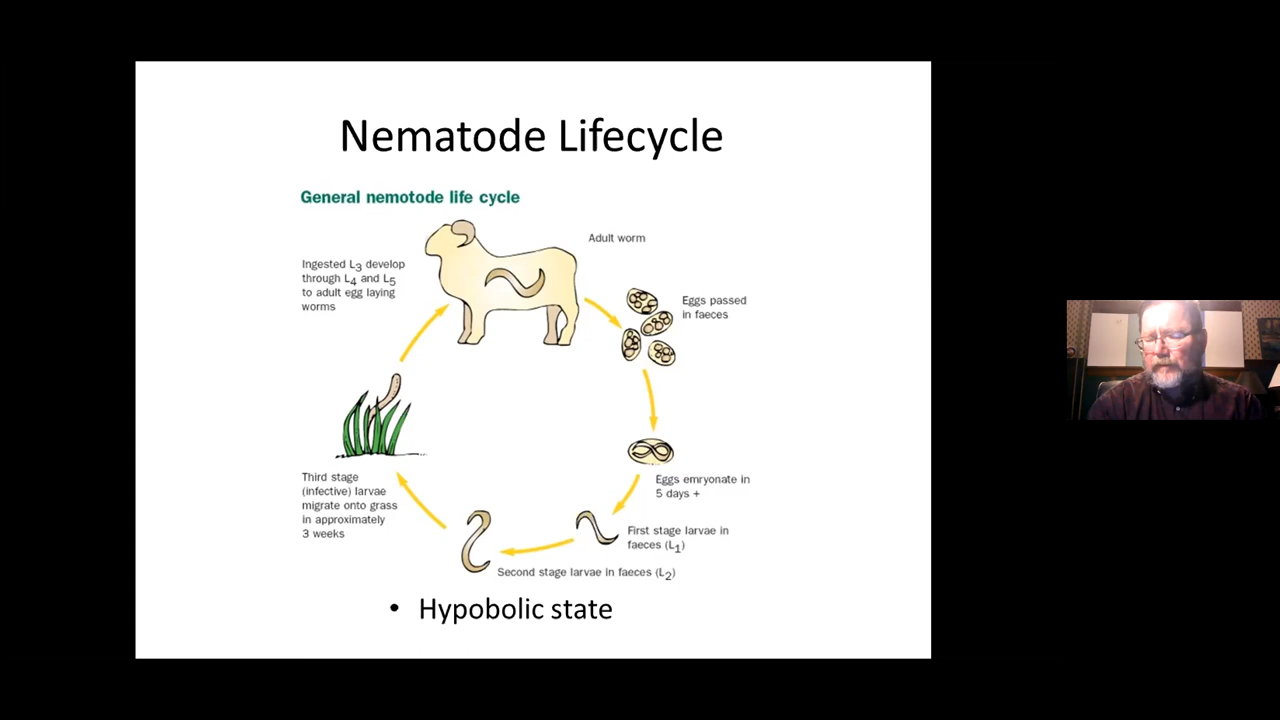 Nematode Lifecycle
General nemotode life cycle
Adult worm
Ingested L3 develop
through L4 and L5
to adult egg laying
worms
Eggs passed
in faeces
Eggs emryonate in
5 days +
First stage larvae in
faeces (L1)
Second stage larvae in faeces (L2)
Third stage
(infective) larvae
migrate onto grass
in approximately
3 weeks
• Hypobolic state